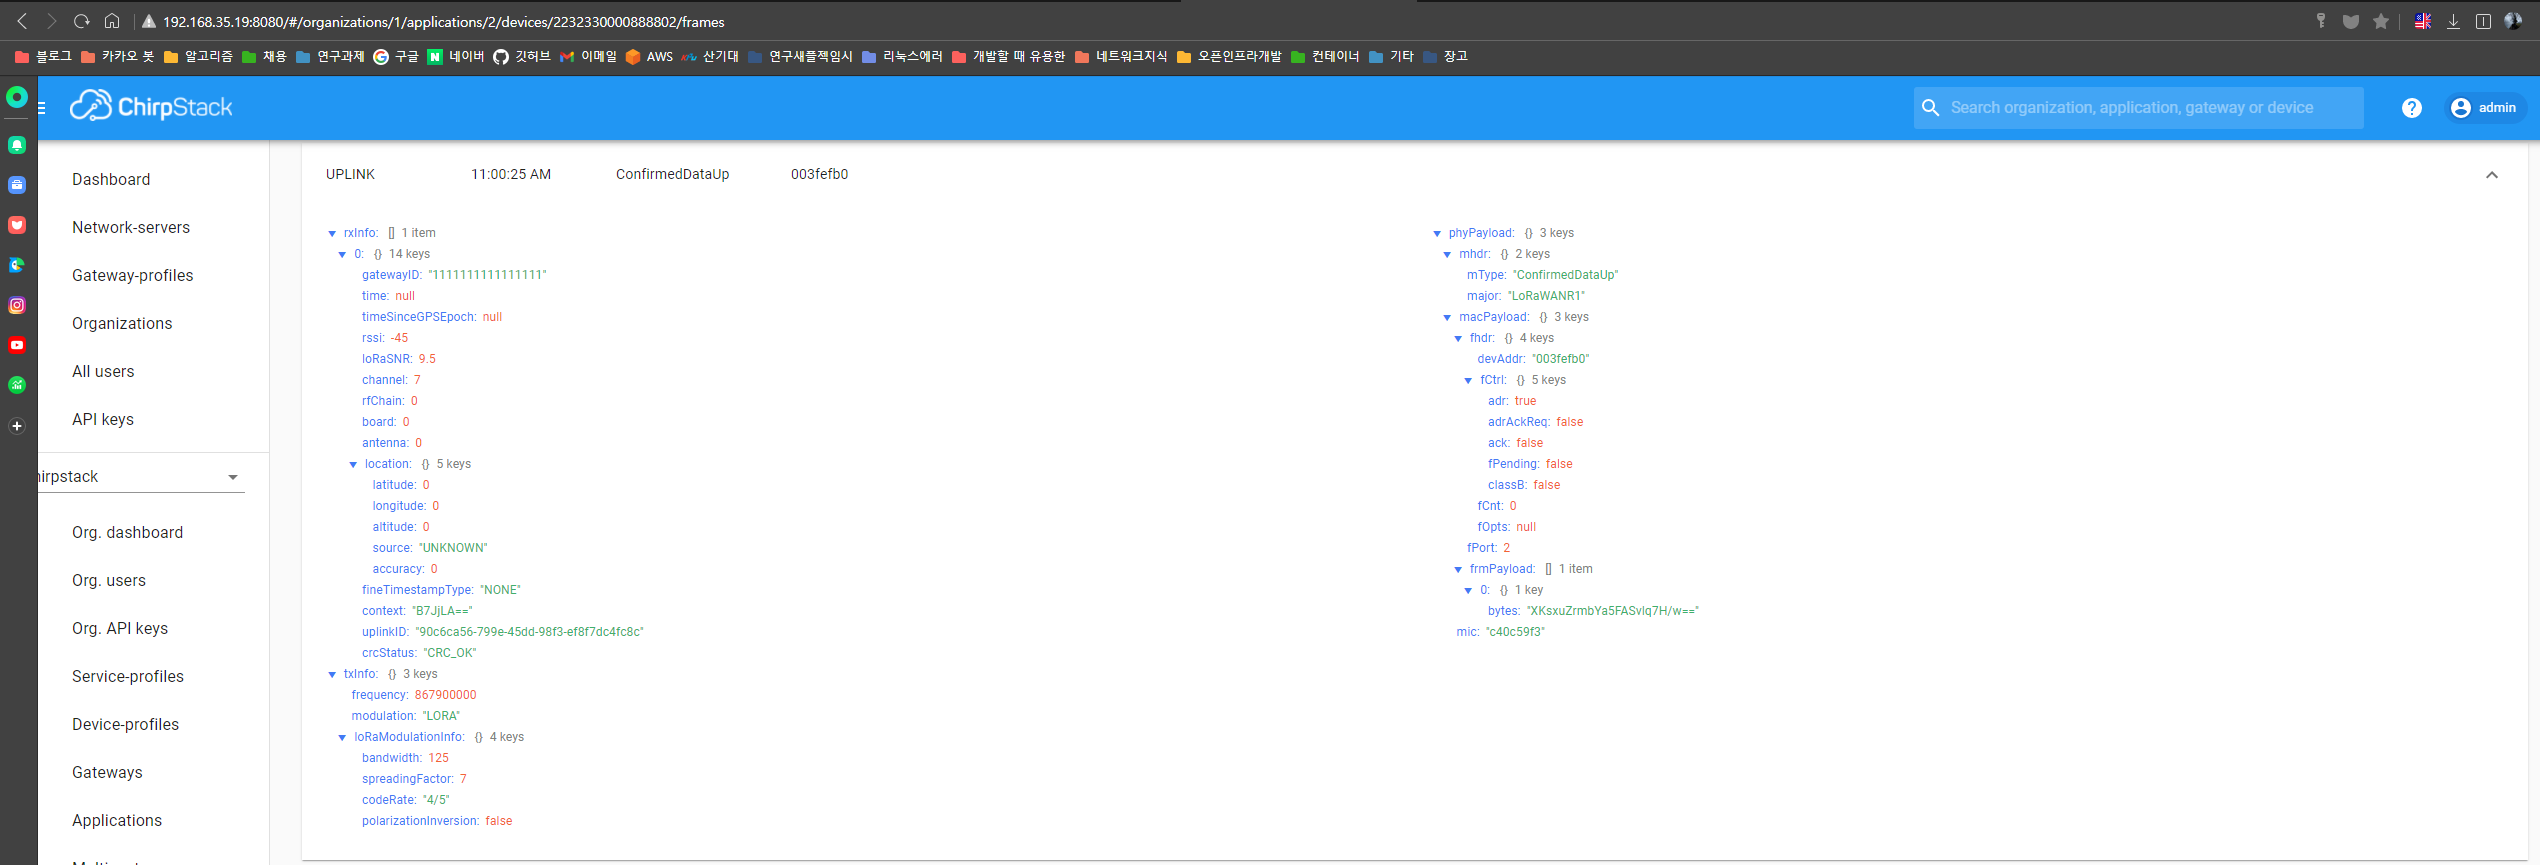 192.168.35.19:8080/#/organizations/1/applications/2/devices/2232330000888802/frames
블로그 카카오 봇 알고리즘 채용 연구과제 구글 네이버 깃허브 이메일 AWS 산기대 연구새플젝임시 리눅스에러 개발할 때 유용한 네트워크지식 오픈인프라개발 컨테이너 기타 장고
ChirpStack
Search organization, application, gateway or device
? admin
Dashboard
Network-servers
Gateway-profiles
Organizations
All users
API keys
hirpstack
Org. dashboard
Org. users
Org. API keys
Service-profiles
Device-profiles
Gateways
Applications
UPLINK 11:00:25 AM ConfirmedDataUp 003fefb0
rxInfo: [] 1 item
0: {} 14 keys
gatewayID: "1111111111111111"
time: null
timeSinceGPSEpoch: null
rssi: -45
loRaSNR: 9.5
channel: 7
rfChain: 0
board: 0
antenna: 0
location: {} 5 keys
latitude: 0
longitude: 0
altitude: 0
source: "UNKNOWN"
accuracy: 0
fineTimestampType: "NONE"
context: "B7JjLA=="
uplinkID: "90c6ca56-799e-45dd-98f3-ef8f7dc4fc8c"
crcStatus: "CRC_OK"
txInfo: {} 3 keys
frequency: 867900000
modulation: "LORA"
loRaModulationInfo: {} 4 keys
bandwidth: 125
spreadingFactor: 7
codeRate: "4/5"
polarizationInversion: false
phyPayload: {} 3 keys
mhdr: {} 2 keys
mType: "ConfirmedDataUp"
major: "LoRaWANR1"
macPayload: {} 3 keys
fhdr: {} 4 keys
devAddr: "003fefb0"
fCtrl: {} 5 keys
adr: true
adrAckReq: false
ack: false
fPending: false
classB: false
fCnt: 0
fOpts: null
fPort: 2
frmPayload: [] 1 item
0: {} 1 key
bytes: "XKsxuZrmbYa5FASvlq7H/w=="
mic: "c40c59f3"